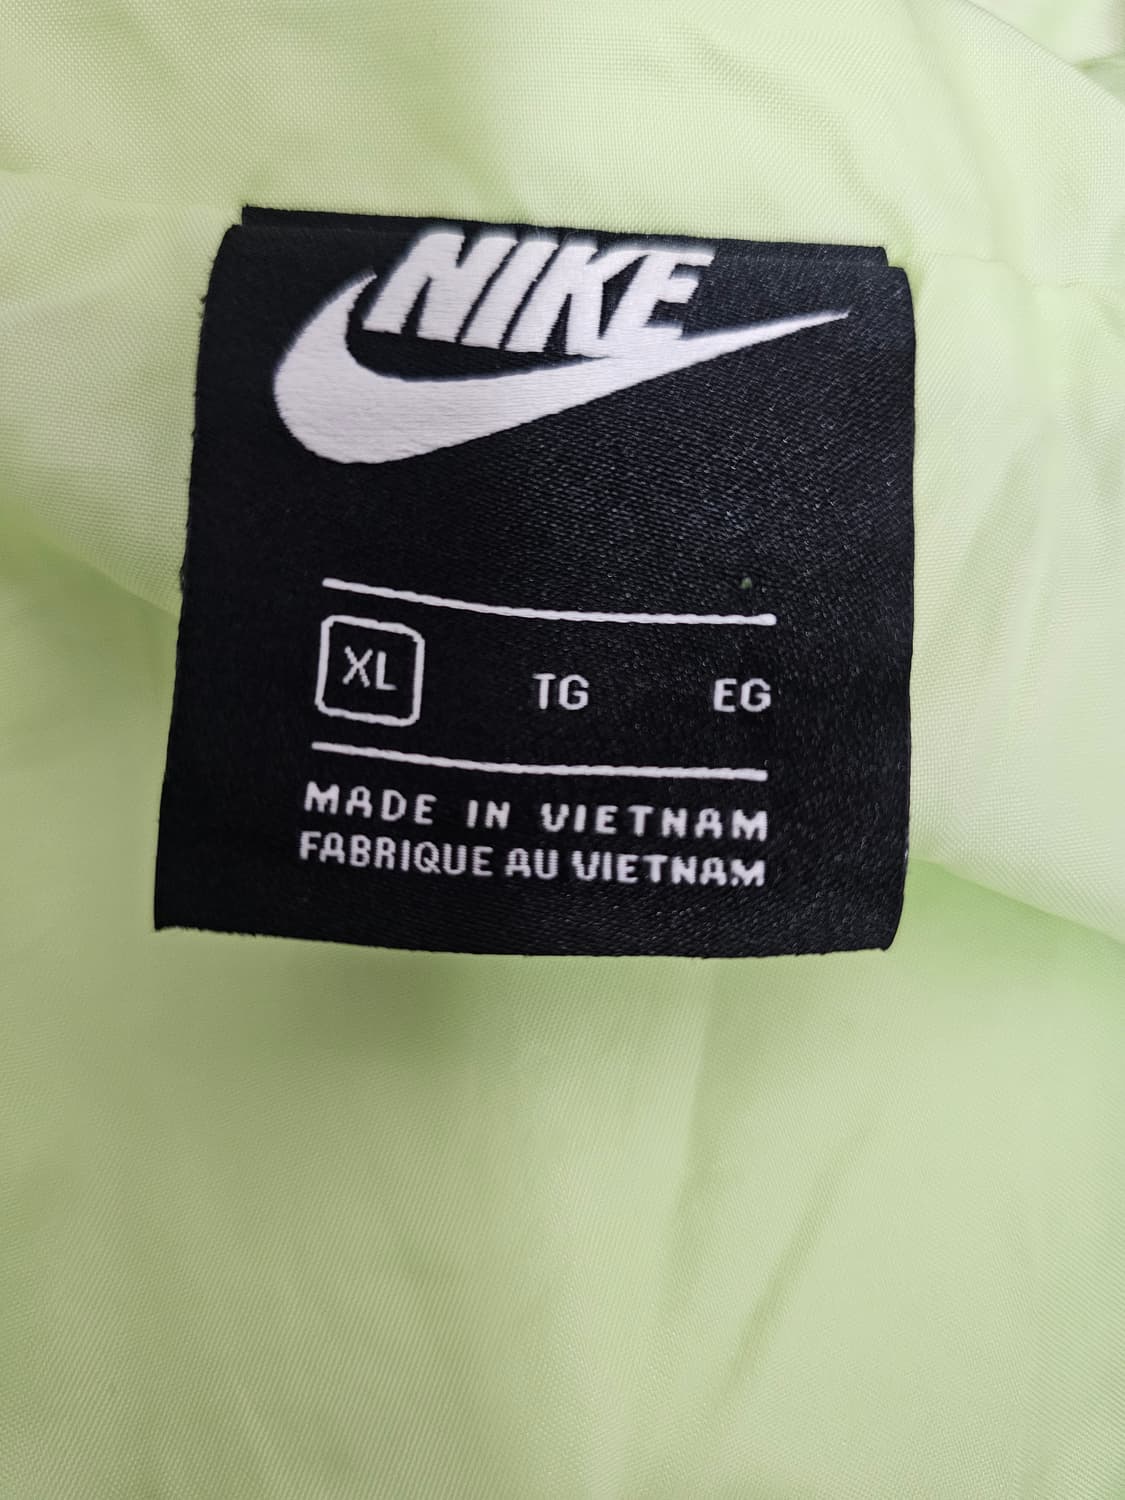 NIKE
XL TG EG
MADE IN VIETNAM
FABRIQUE AU VIETNAM